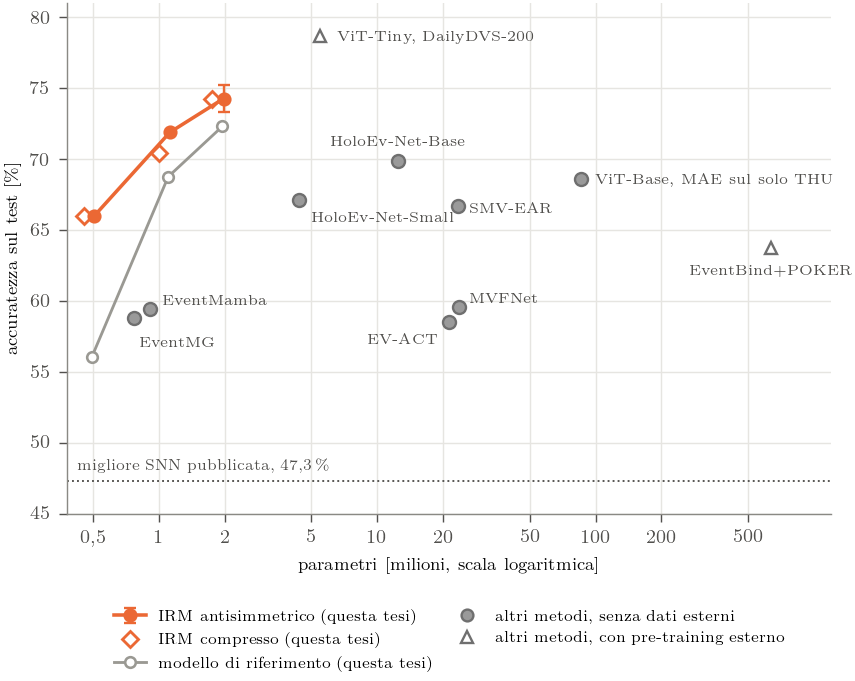 80
ViT-Tiny, DailyDVS-200
75
HoloEv-Net-Base
70
ViT-Base, MAE sul solo THU
SMV-EAR
HoloEv-Net-Small
65
EventBind+POKER
EventMamba
MVFNet
60
EventMG
EV-ACT
55
50
migliore SNN pubblicata, 47,3 %
45
accuratezza sul test [%]
0,5 1 2 5 10 20 50 100 200 500
parametri [milioni, scala logaritmica]
IRM antisimmetrico (questa tesi)
IRM compresso (questa tesi)
modello di riferimento (questa tesi)
altri metodi, senza dati esterni
altri metodi, con pre-training esterno